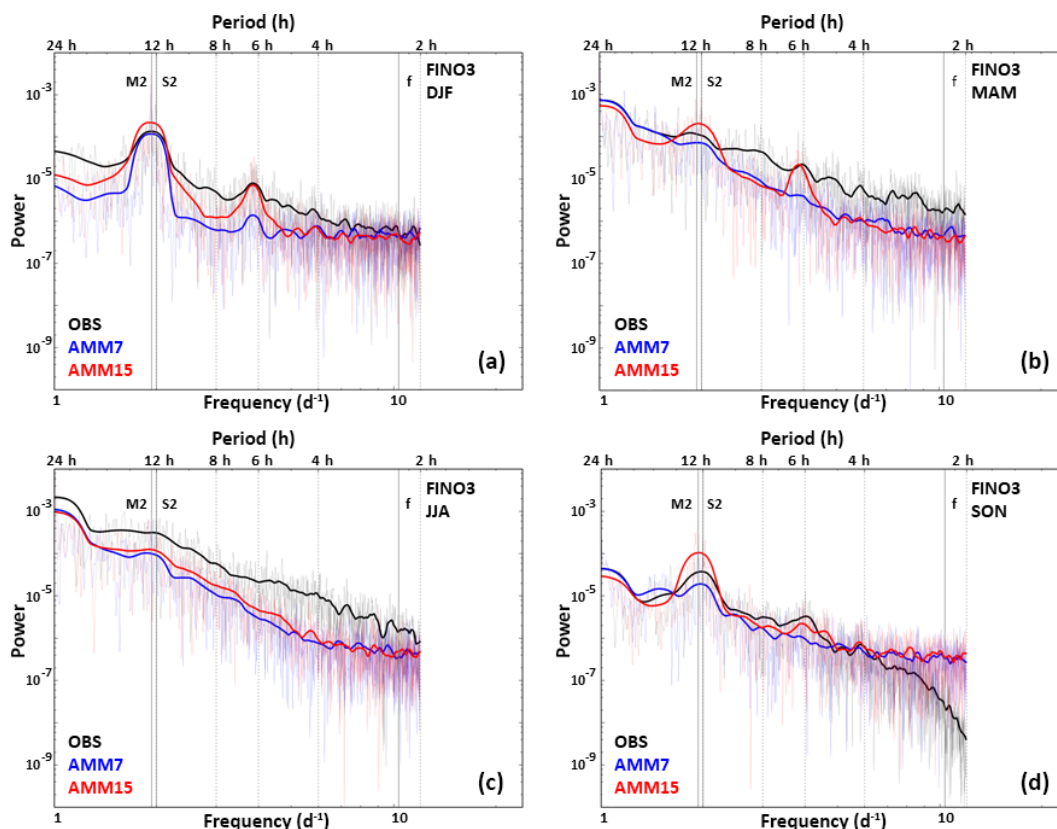 Period (h)
24 h 12 h 8 h 6 h 4 h 2 h
M2 S2 f FINO3
DJF
10-3
10-5
10-7
10-9
Power
OBS
AMM7
AMM15
(a)
1 10
Frequency (d-1)
Period (h)
24 h 12 h 8 h 6 h 4 h 2 h
M2 S2 f FINO3
MAM
10-3
10-5
10-7
10-9
Power
OBS
AMM7
AMM15
(b)
1 10
Frequency (d-1)
Period (h)
24 h 12 h 8 h 6 h 4 h 2 h
M2 S2 f FINO3
JJA
10-3
10-5
10-7
10-9
Power
OBS
AMM7
AMM15
(c)
1 10
Frequency (d-1)
Period (h)
24 h 12 h 8 h 6 h 4 h 2 h
M2 S2 f FINO3
SON
10-3
10-5
10-7
10-9
Power
OBS
AMM7
AMM15
(d)
1 10
Frequency (d-1)